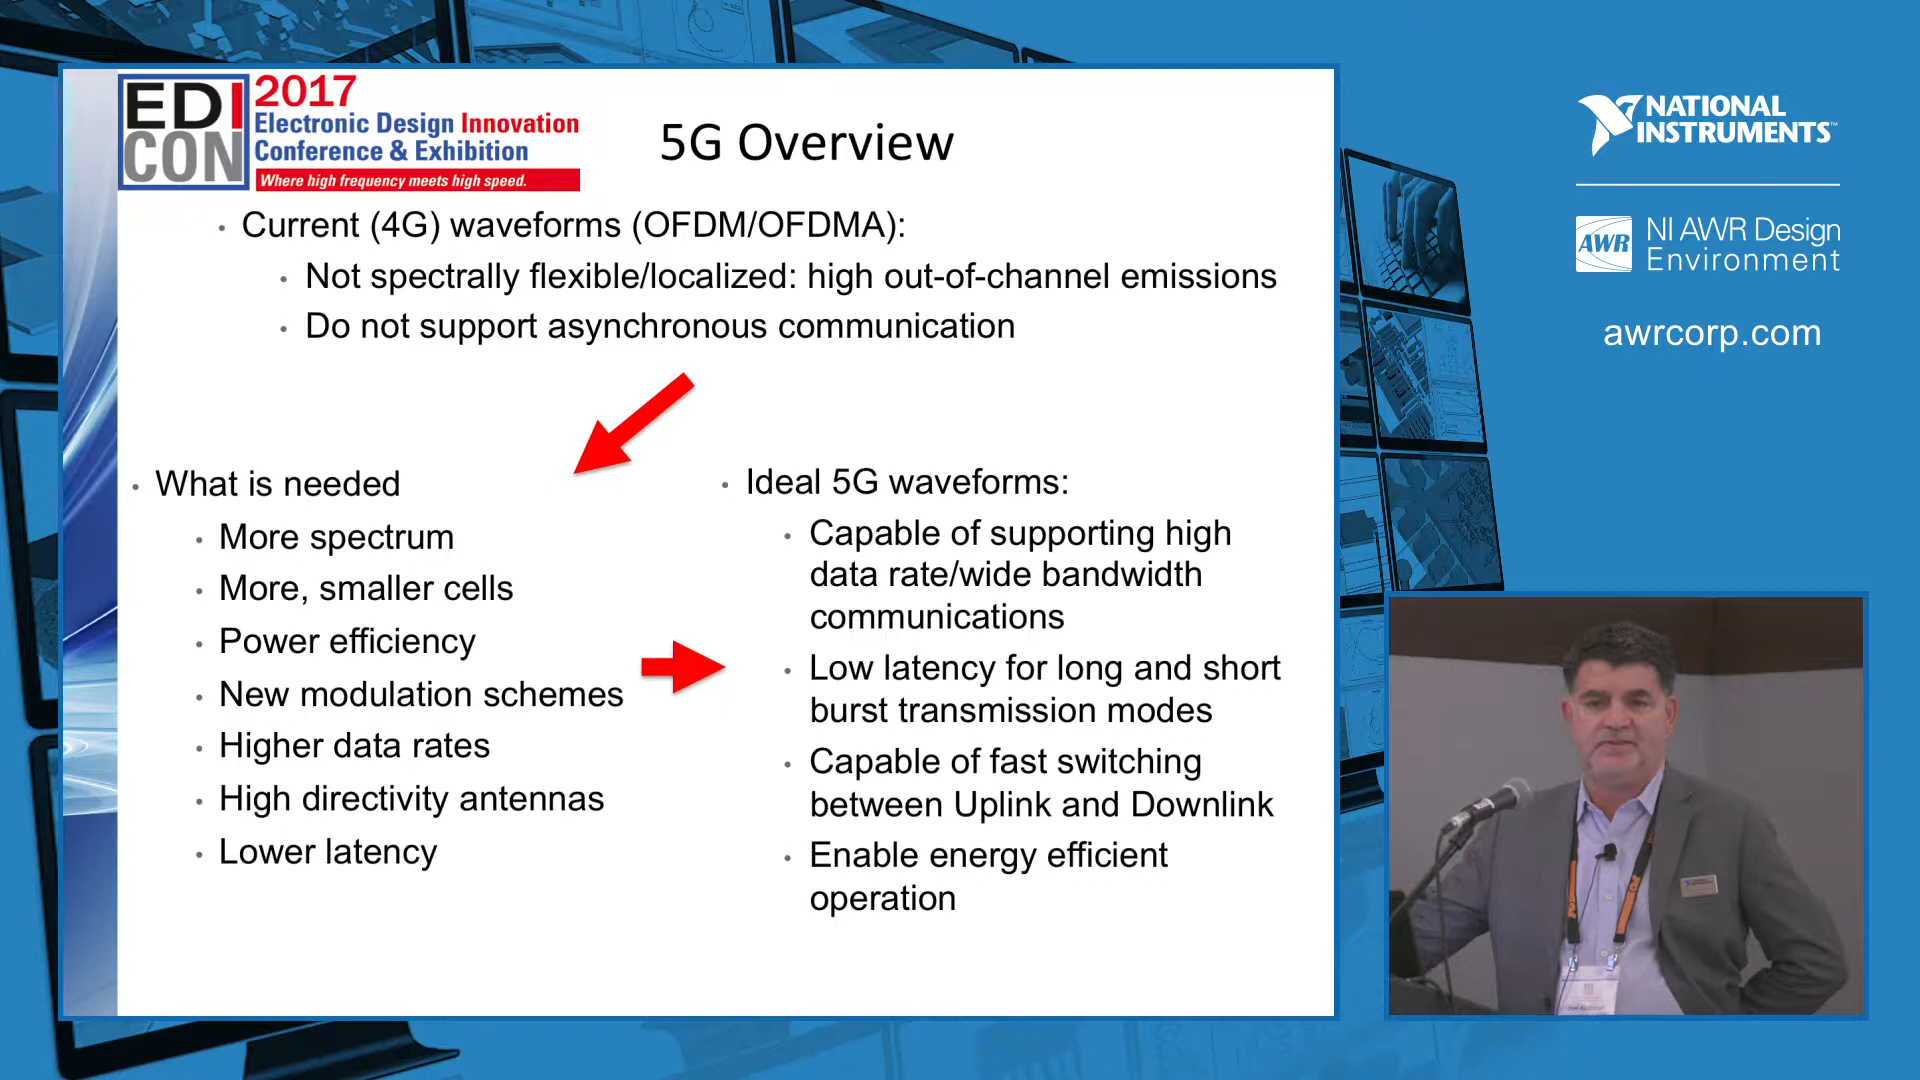 EDI
CON
2017
Electronic Design Innovation
Conference & Exhibition
Where high frequency meets high speed.
5G Overview
• Current (4G) waveforms (OFDM/OFDMA):
• Not spectrally flexible/localized: high out-of-channel emissions
• Do not support asynchronous communication
• What is needed
• More spectrum
• More, smaller cells
• Power efficiency
• New modulation schemes
• Higher data rates
• High directivity antennas
• Lower latency
• Ideal 5G waveforms:
• Capable of supporting high
data rate/wide bandwidth
communications
• Low latency for long and short
burst transmission modes
• Capable of fast switching
between Uplink and Downlink
• Enable energy efficient
operation
NATIONAL
INSTRUMENTS™
AWR
NI AWR Design
Environment
awrcorp.com